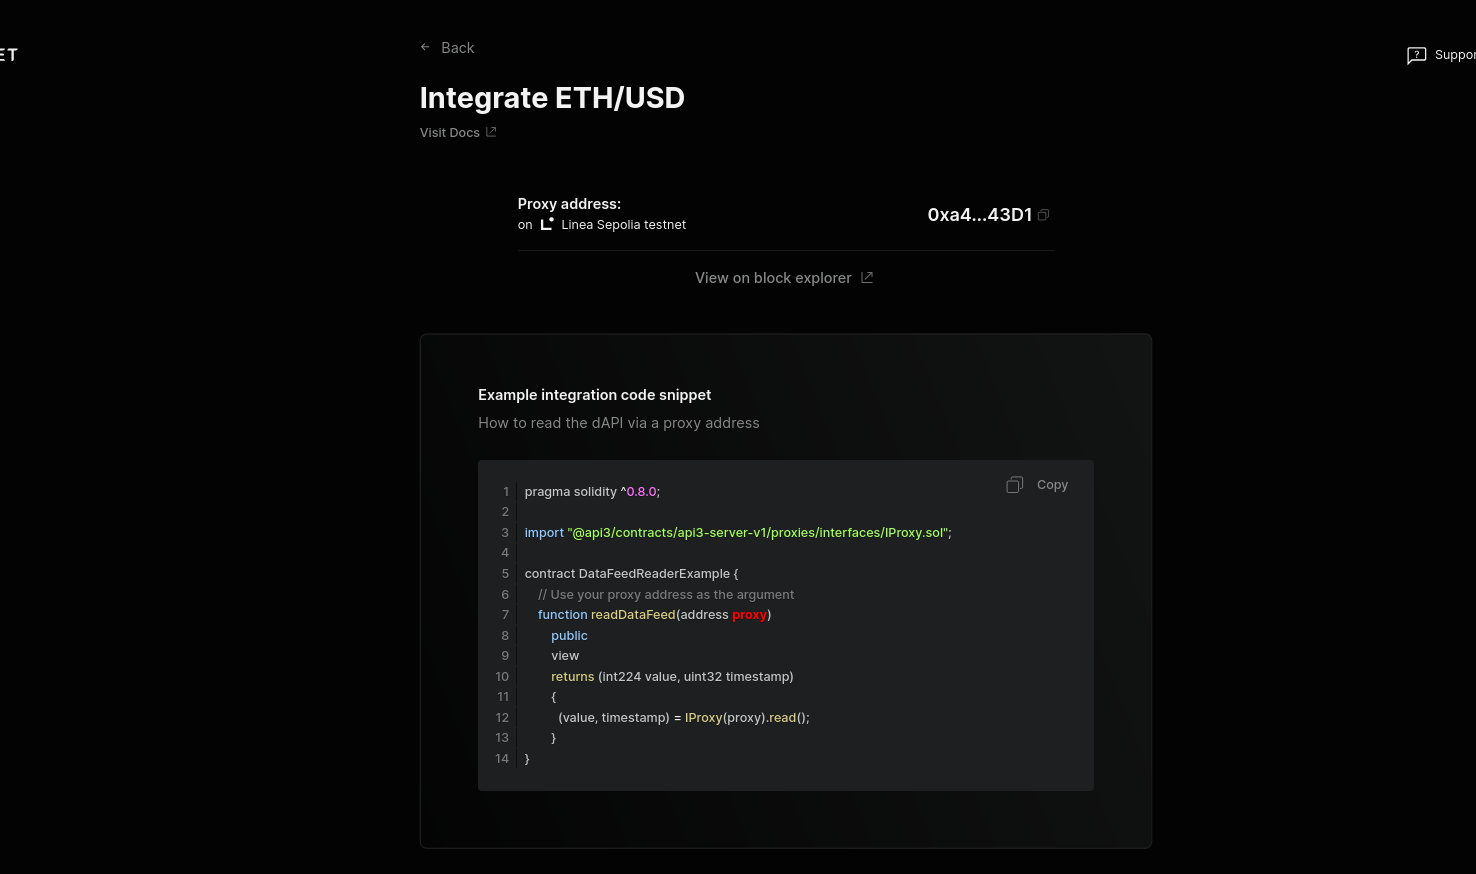 ET
← Back
Support
Integrate ETH/USD
Visit Docs
Proxy address:
0xa4...43D1
on Linea Sepolia testnet
View on block explorer
Example integration code snippet
How to read the dAPI via a proxy address
Copy
1 pragma solidity ^0.8.0;
2
3 import "@api3/contracts/api3-server-v1/proxies/interfaces/IProxy.sol";
4
5 contract DataFeedReaderExample {
6 // Use your proxy address as the argument
7 function readDataFeed(address proxy)
8 public
9 view
10 returns (int224 value, uint32 timestamp)
11 {
12 (value, timestamp) = IProxy(proxy).read();
13 }
14 }